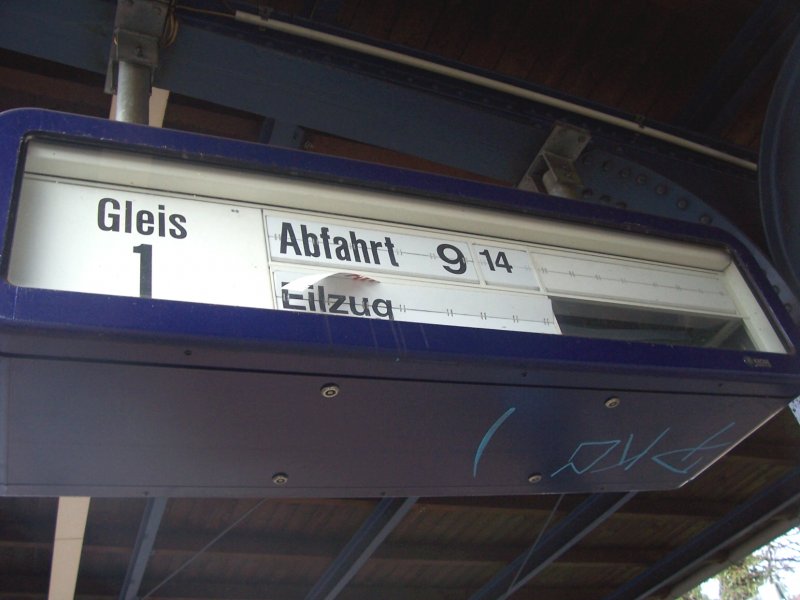 Gleis
1
Abfahrt 9 14
Eilzug